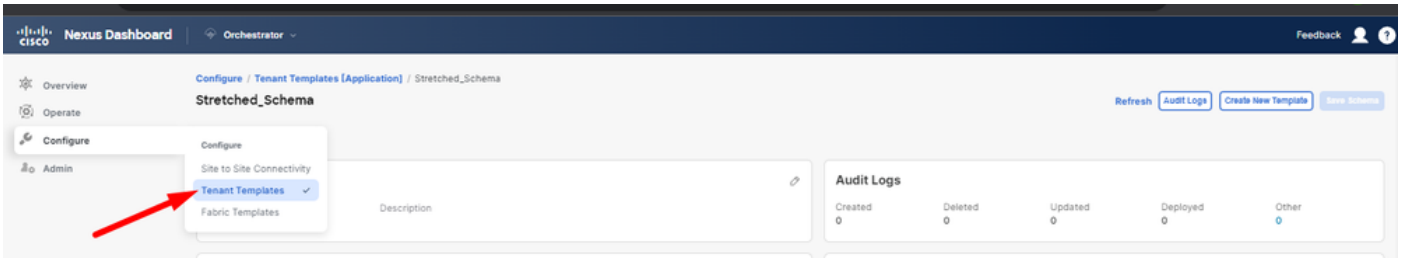 CISCO Nexus Dashboard Orchestrator Feedback ?
Overview
Operate
Configure
Admin
Configure / Tenant Templates [Application] / Stretched_Schema
Stretched_Schema
Refresh Audit Logs Create New Template Save Schema
Configure
Site to Site Connectivity
Tenant Templates
Fabric Templates
Description
Audit Logs
Created Deleted Updated Deployed Other
0 0 0 0 0